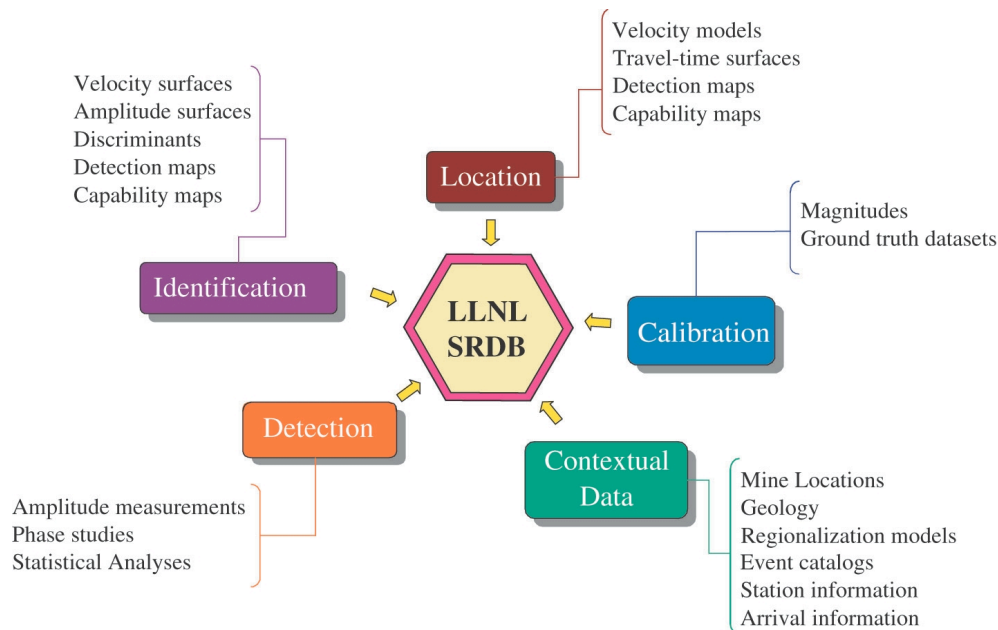 Velocity models
Travel-time surfaces
Detection maps
Capability maps
Location
Velocity surfaces
Amplitude surfaces
Discriminants
Detection maps
Capability maps
Identification
Magnitudes
Ground truth datasets
Calibration
LLNL
SRDB
Detection
Amplitude measurements
Phase studies
Statistical Analyses
Contextual
Data
Mine Locations
Geology
Regionalization models
Event catalogs
Station information
Arrival information